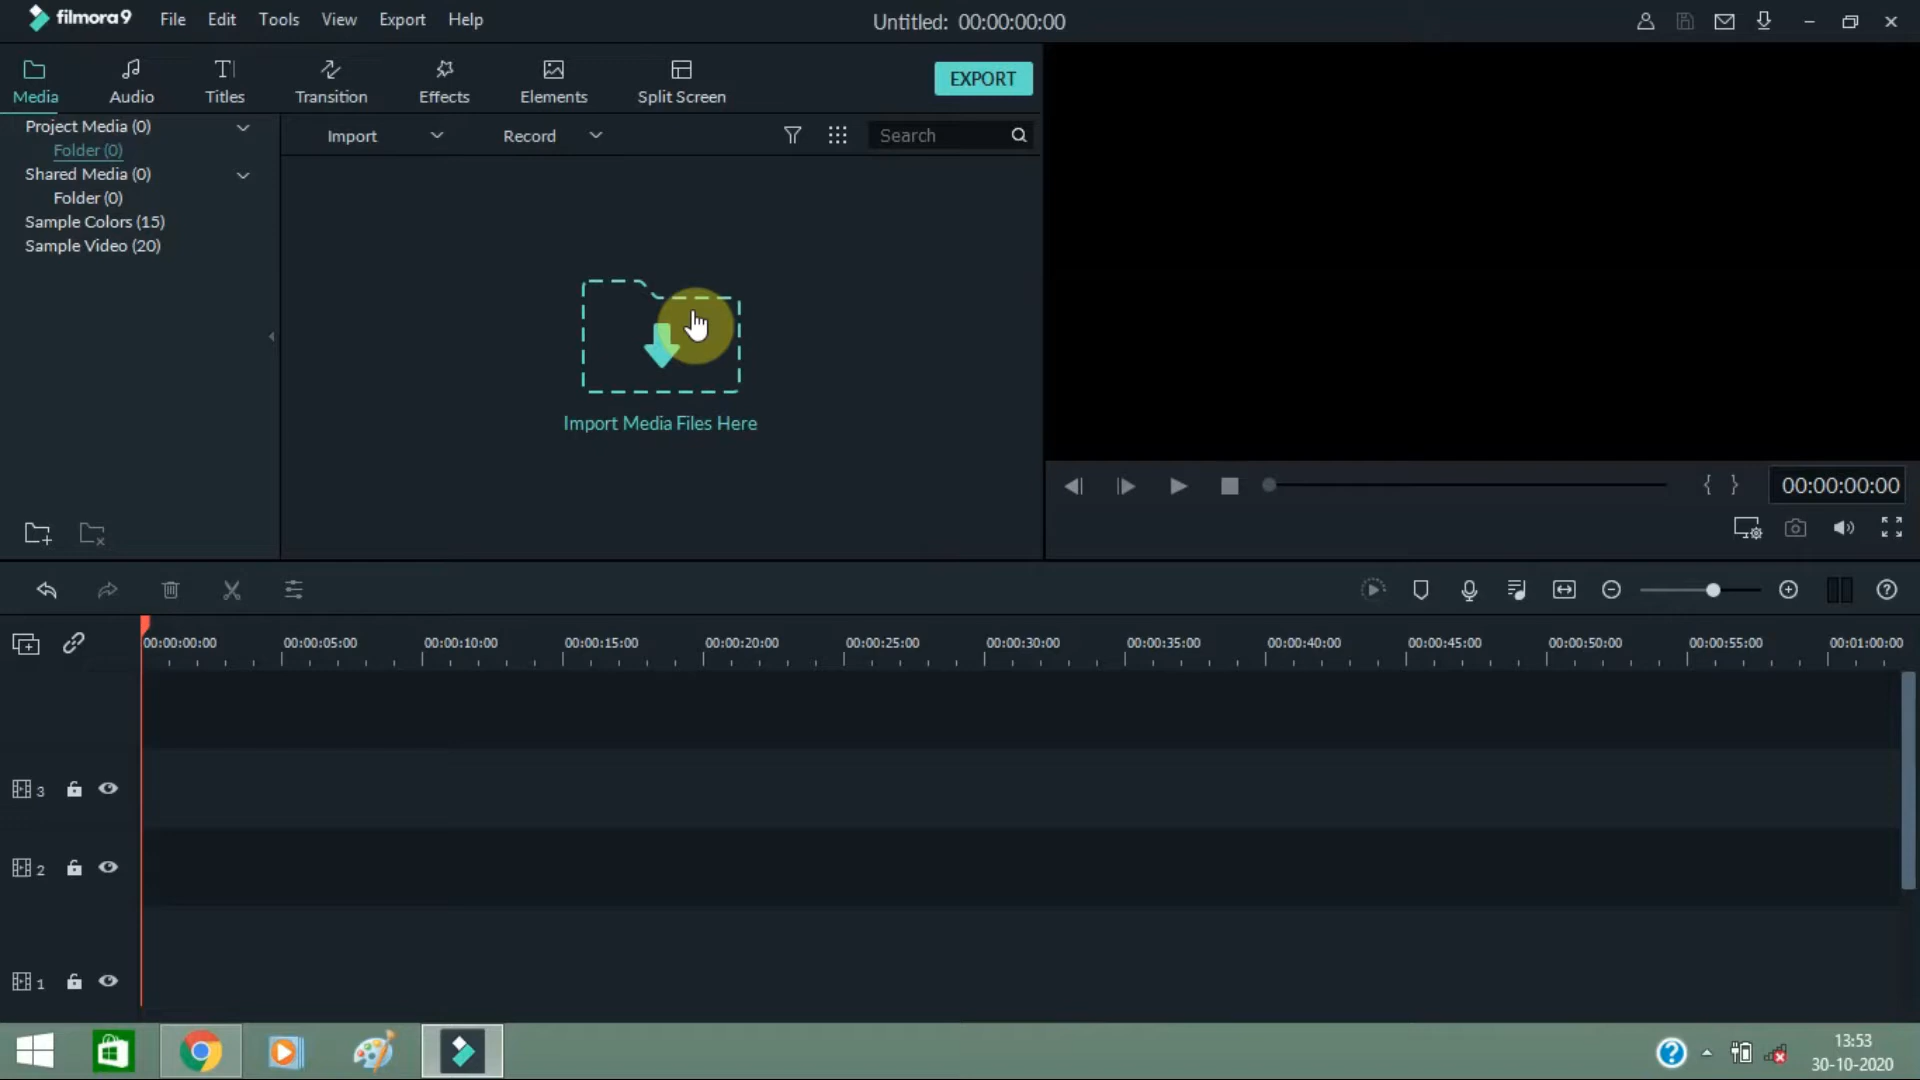 filmora9 File Edit Tools View Export Help Untitled: 00:00:00:00
Media Audio Titles Transition Effects Elements Split Screen EXPORT
Project Media (0)
Folder (0)
Shared Media (0)
Folder (0)
Sample Colors (15)
Sample Video (20)
Import Record Search
Import Media Files Here
00:00:00:00
00:00:00:00 00:00:05:00 00:00:10:00 00:00:15:00 00:00:20:00 00:00:25:00 00:00:30:00 00:00:35:00 00:00:40:00 00:00:45:00 00:00:50:00 00:00:55:00 00:01:00:00
3
2
1
13:53
30-10-2020